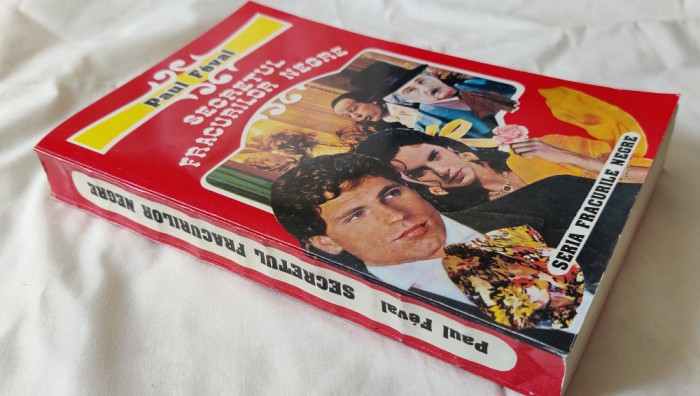 Paul Féval
SECRETUL
FRACURILOR NEGRE
SERIA FRACURILE NEGRE
Paul Féval SECRETUL FRACURILOR NEGRE